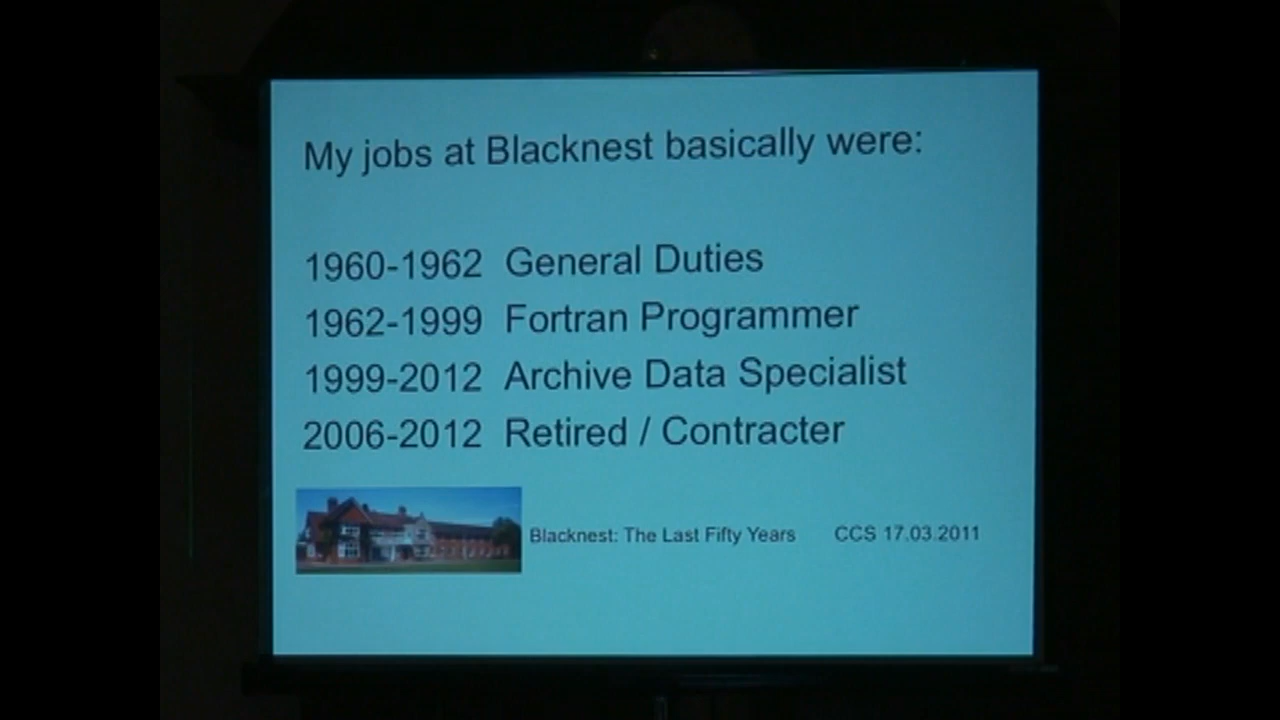 My jobs at Blacknest basically were:
1960-1962 General Duties
1962-1999 Fortran Programmer
1999-2012 Archive Data Specialist
2006-2012 Retired / Contracter
Blacknest: The Last Fifty Years CCS 17.03.2011